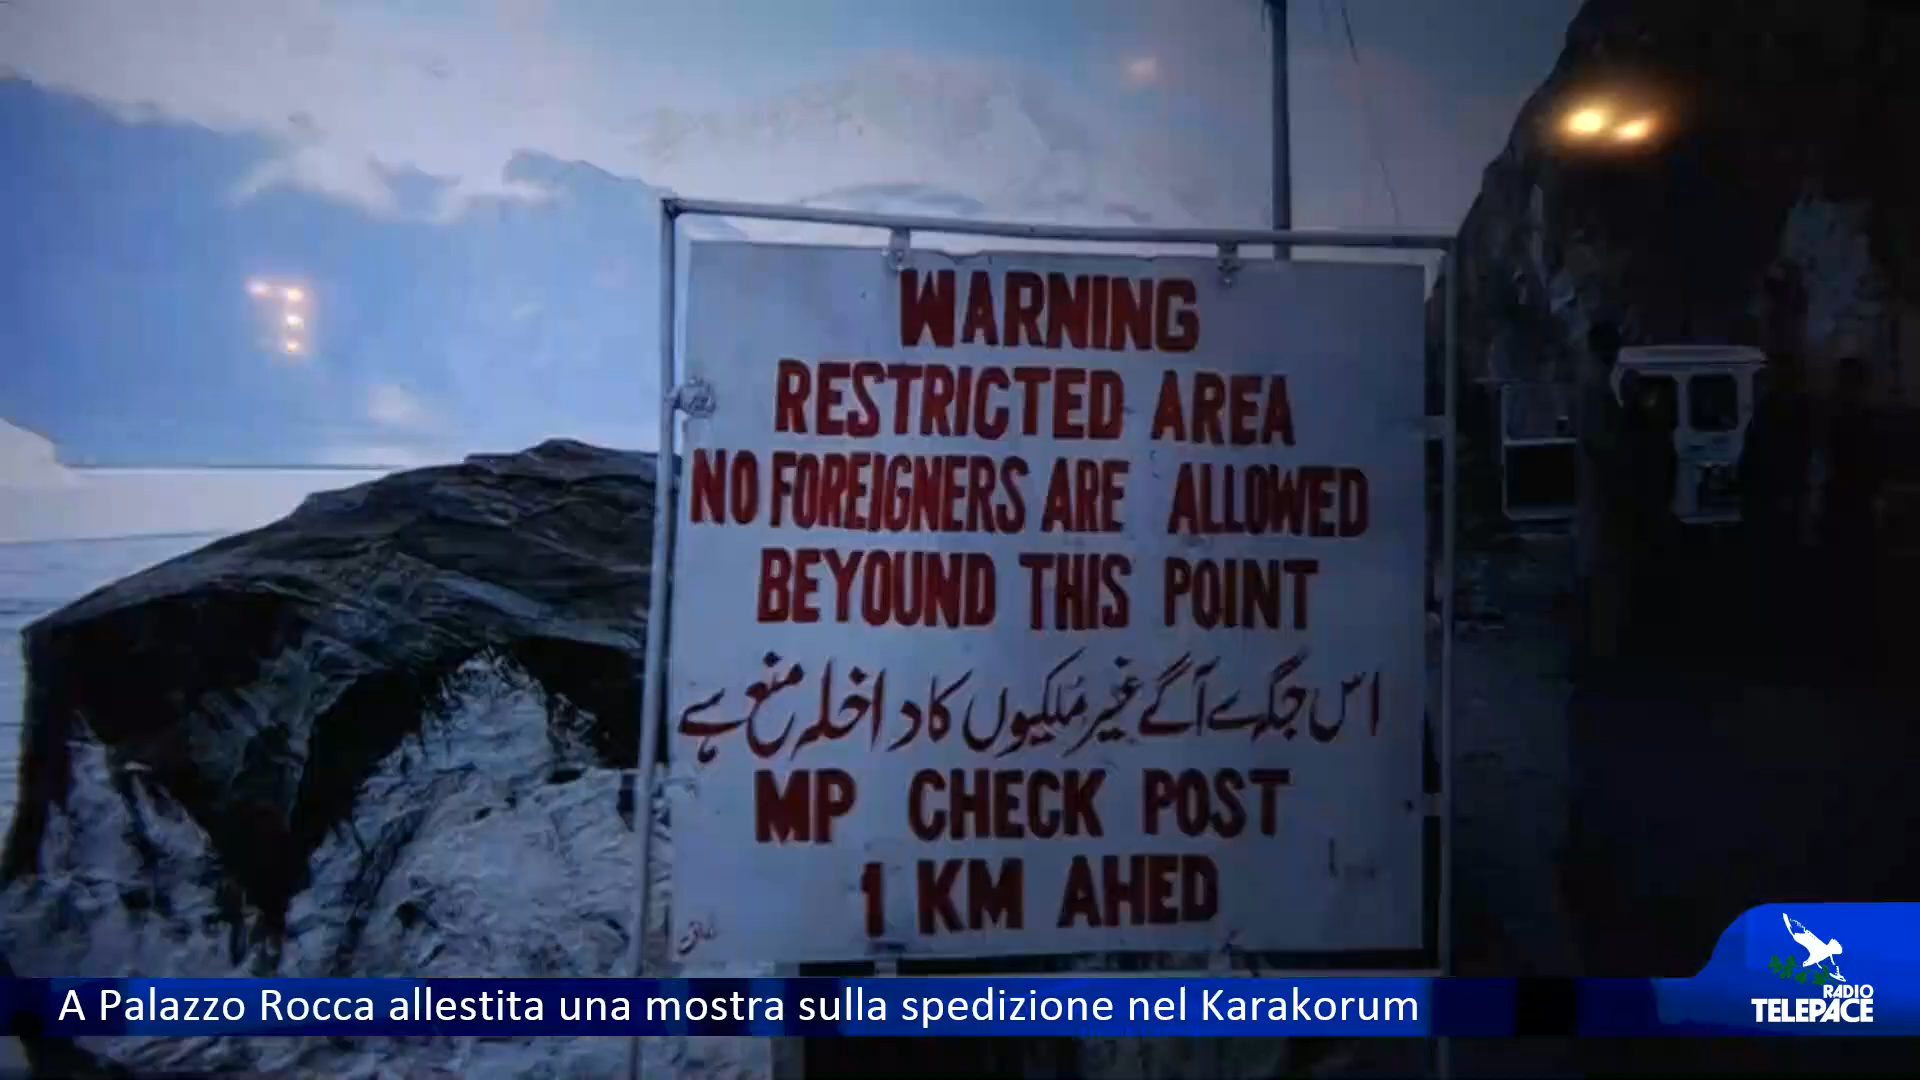 WARNING
RESTRICTED AREA
NO FOREIGNERS ARE ALLOWED
BEYOUND THIS POINT
اس جگہ سے آگے غیر ملکیوں کا داخلہ منع ہے
MP CHECK POST
1 KM AHED
A Palazzo Rocca allestita una mostra sulla spedizione nel Karakorum
RADIO
TELEPACE